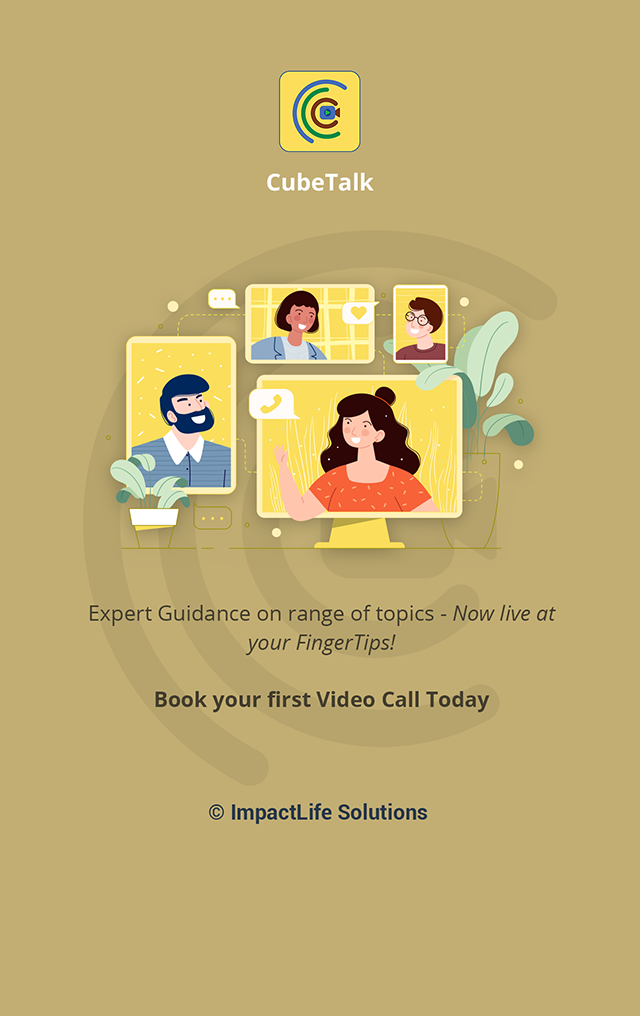 CubeTalk
Expert Guidance on range of topics - Now live at
your FingerTips!
Book your first Video Call Today
© ImpactLife Solutions